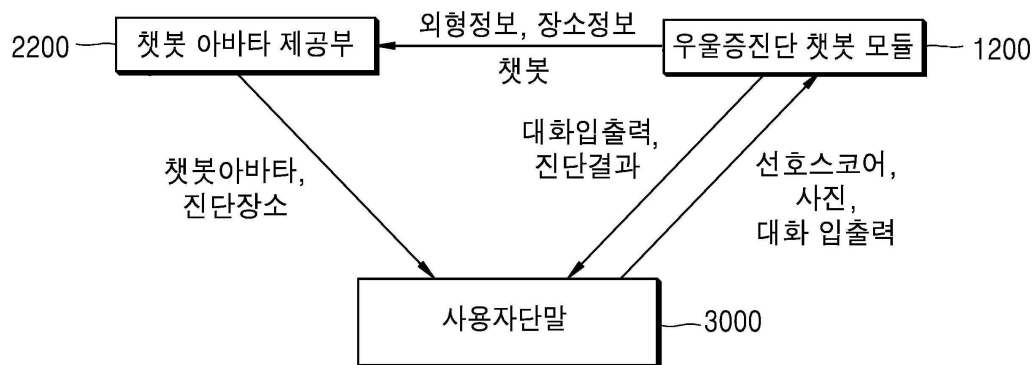 2200
챗봇 아바타 제공부
외형정보, 장소정보
챗봇
우울증진단 챗봇 모듈
1200
챗봇아바타,
진단장소
대화입출력,
진단결과
선호스코어,
사진,
대화 입출력
사용자단말
3000